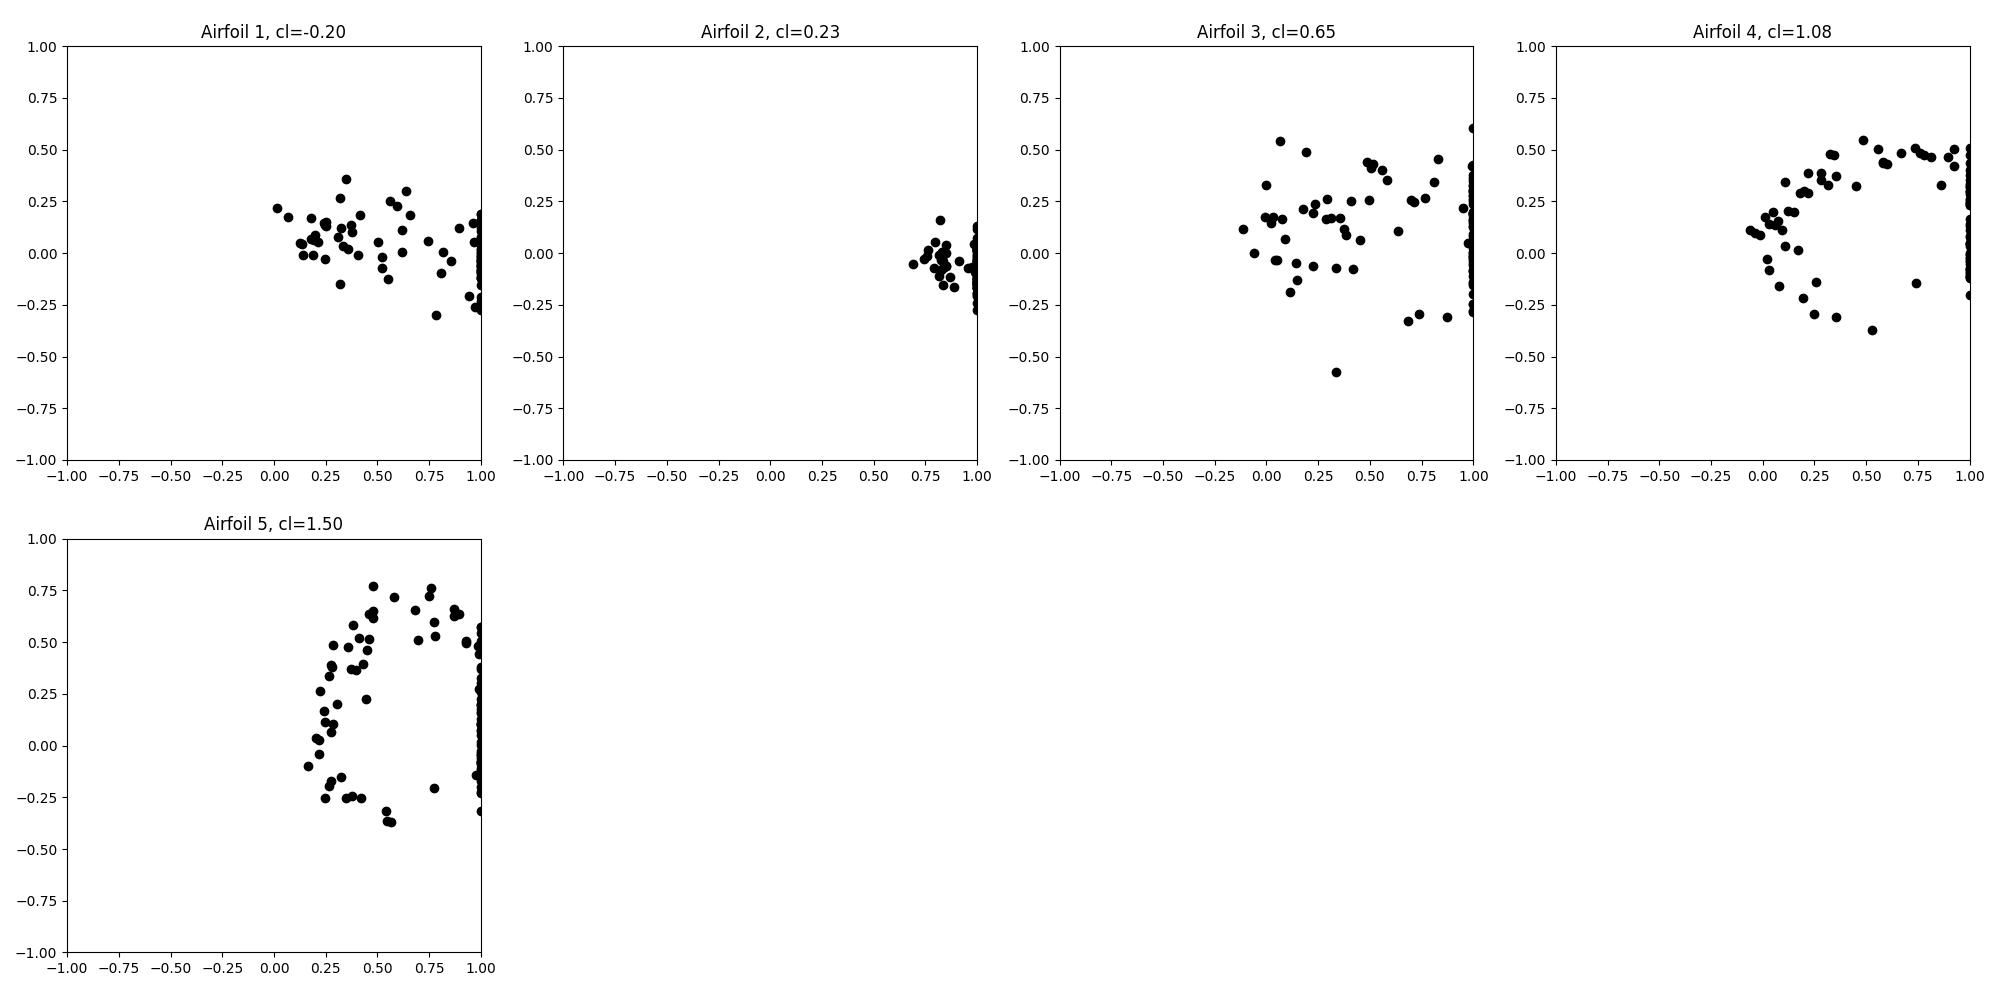 Airfoil 1, cl=-0.20
Airfoil 2, cl=0.23
Airfoil 3, cl=0.65
Airfoil 4, cl=1.08
1.00 1.00 1.00 1.00
0.75 0.75 0.75 0.75
0.50 0.50 0.50 0.50
0.25 0.25 0.25 0.25
0.00 0.00 0.00 0.00
−0.25 −0.25 −0.25 −0.25
−0.50 −0.50 −0.50 −0.50
−0.75 −0.75 −0.75 −0.75
−1.00 −1.00 −1.00 −1.00
−1.00 −0.75 −0.50 −0.25 0.00 0.25 0.50 0.75 1.00
−1.00 −0.75 −0.50 −0.25 0.00 0.25 0.50 0.75 1.00
−1.00 −0.75 −0.50 −0.25 0.00 0.25 0.50 0.75 1.00
−1.00 −0.75 −0.50 −0.25 0.00 0.25 0.50 0.75 1.00
Airfoil 5, cl=1.50
1.00
0.75
0.50
0.25
0.00
−0.25
−0.50
−0.75
−1.00
−1.00 −0.75 −0.50 −0.25 0.00 0.25 0.50 0.75 1.00